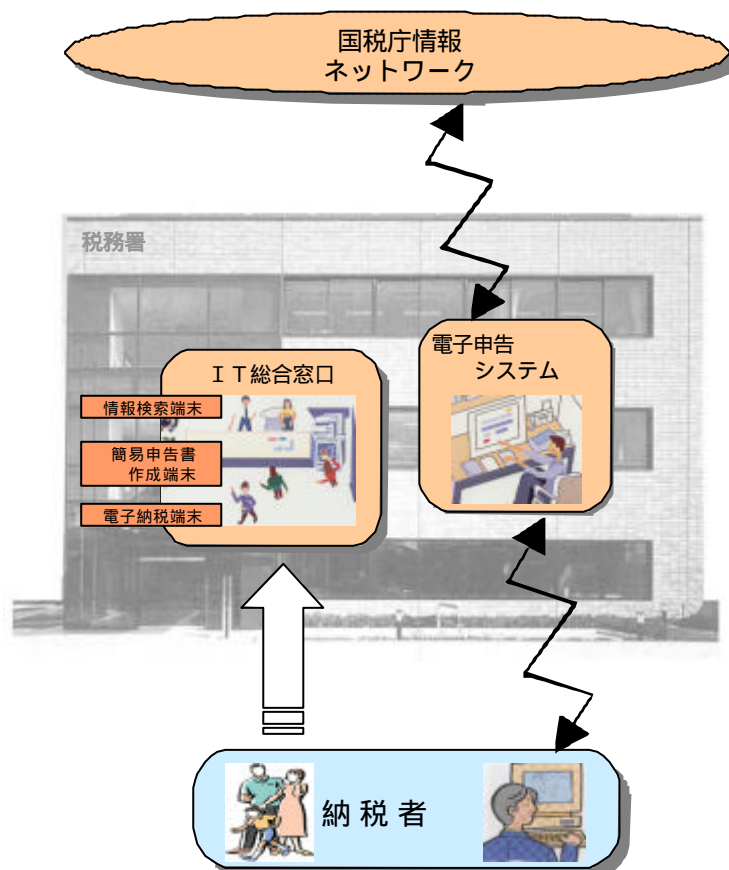 国税庁情報
ネットワーク
税務署
電子申告
システム
ＩＴ総合窓口
情報検索端末
簡易申告書
作成端末
電子納税端末
納税者